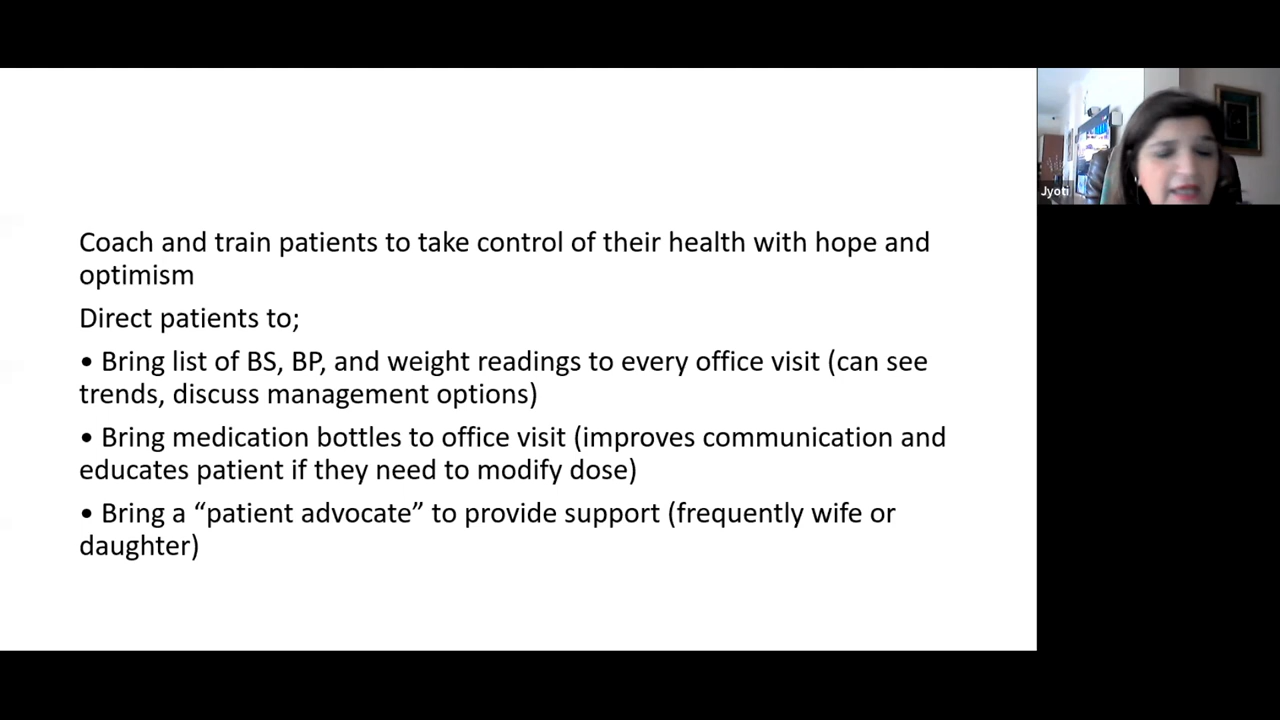 Coach and train patients to take control of their health with hope and
optimism
Direct patients to;
• Bring list of BS, BP, and weight readings to every office visit (can see
trends, discuss management options)
• Bring medication bottles to office visit (improves communication and
educates patient if they need to modify dose)
• Bring a “patient advocate” to provide support (frequently wife or
daughter)
Jyoti